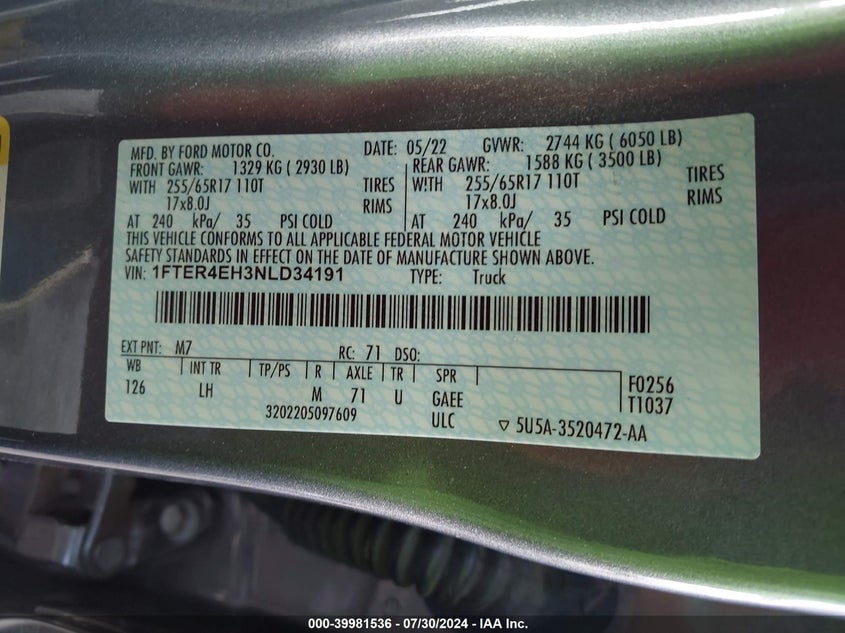 MFD. BY FORD MOTOR CO. DATE: 05/22 GVWR: 2744 KG ( 6050 LB)
FRONT GAWR: 1329 KG ( 2930 LB) REAR GAWR: 1588 KG ( 3500 LB)
WITH 255/65R17 110T TIRES WITH 255/65R17 110T TIRES
17x8.0J RIMS 17x8.0J RIMS
AT 240 kPa/ 35 PSI COLD AT 240 kPa/ 35 PSI COLD
THIS VEHICLE CONFORMS TO ALL APPLICABLE FEDERAL MOTOR VEHICLE
SAFETY STANDARDS IN EFFECT ON THE DATE OF MANUFACTURE SHOWN ABOVE.
VIN: 1FTER4EH3NLD34191 TYPE: Truck
EXT PNT: M7 RC: 71 DSO:
WB INT TR TP/PS R AXLE TR SPR
126 LH M 71 U GAEE F0256
3202205097609 ULC T1037
5U5A-3520472-AA
000-39981536 - 07/30/2024 - IAA Inc.